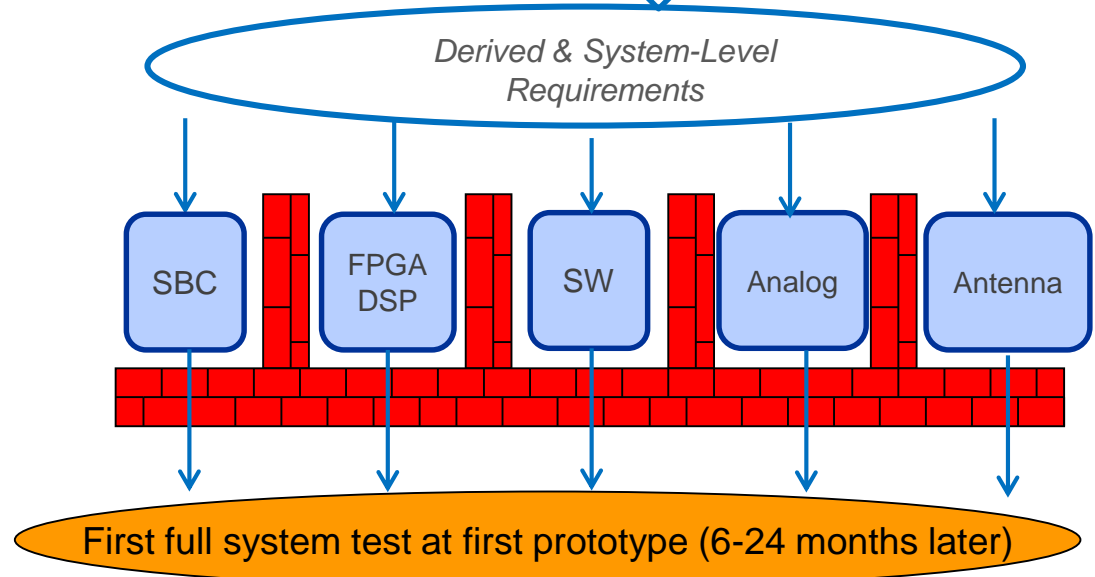 Derived & System-Level
Requirements
SBC
FPGA
DSP
SW
Analog
Antenna
First full system test at first prototype (6-24 months later)